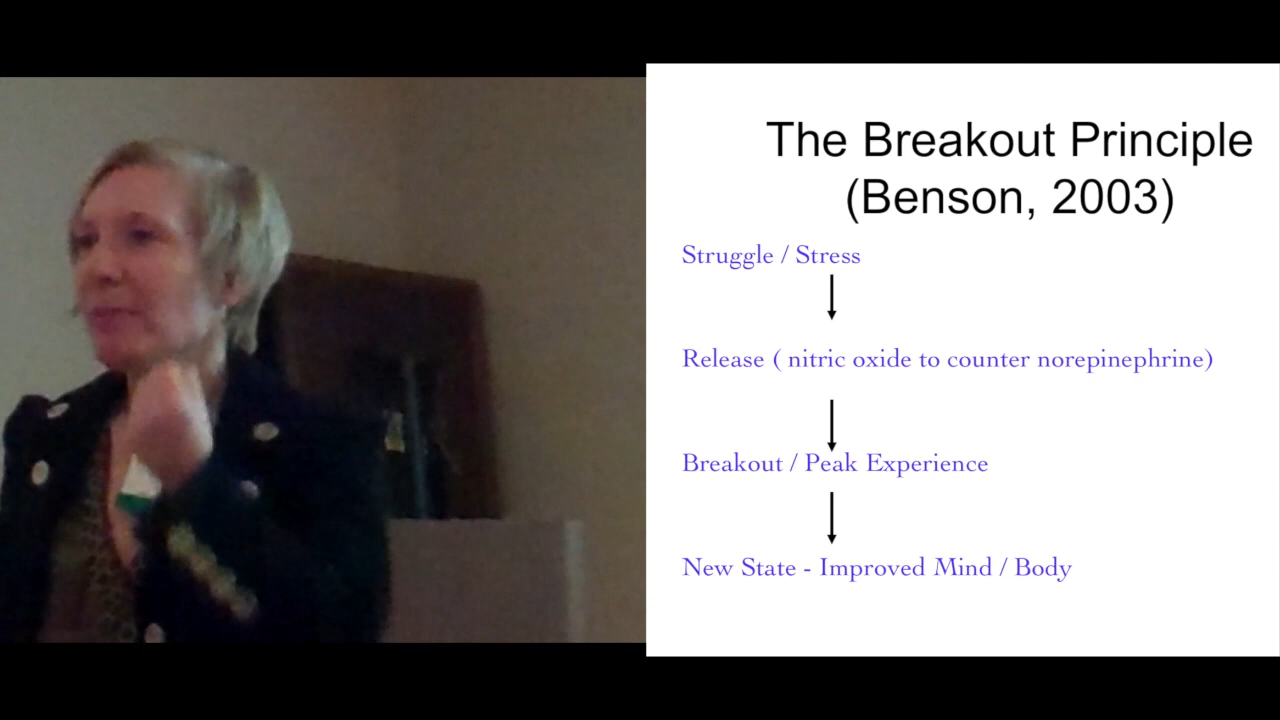 The Breakout Principle
(Benson, 2003)
Struggle / Stress
Release ( nitric oxide to counter norepinephrine)
Breakout / Peak Experience
New State - Improved Mind / Body